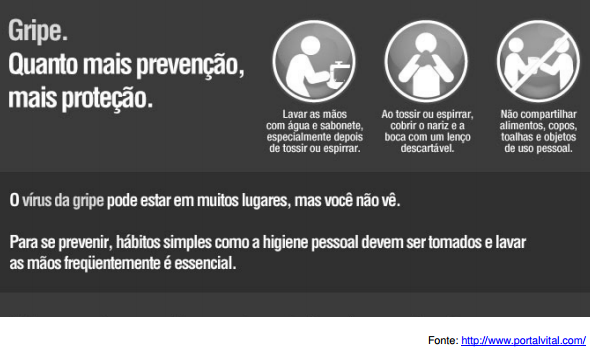 Gripe.
Quanto mais prevenção,
mais proteção.
Lavar as mãos
com água e sabonete,
especialmente depois
de tossir ou espirrar.
Ao tossir ou espirrar,
cobrir o nariz e a
boca com um lenço
descartável.
Não compartilhar
alimentos, copos,
toalhas e objetos
de uso pessoal.
O vírus da gripe pode estar em muitos lugares, mas você não vê.
Para se prevenir, hábitos simples como a higiene pessoal devem ser tomados e lavar
as mãos freqüentemente é essencial.
Fonte: http://www.portalvital.com/